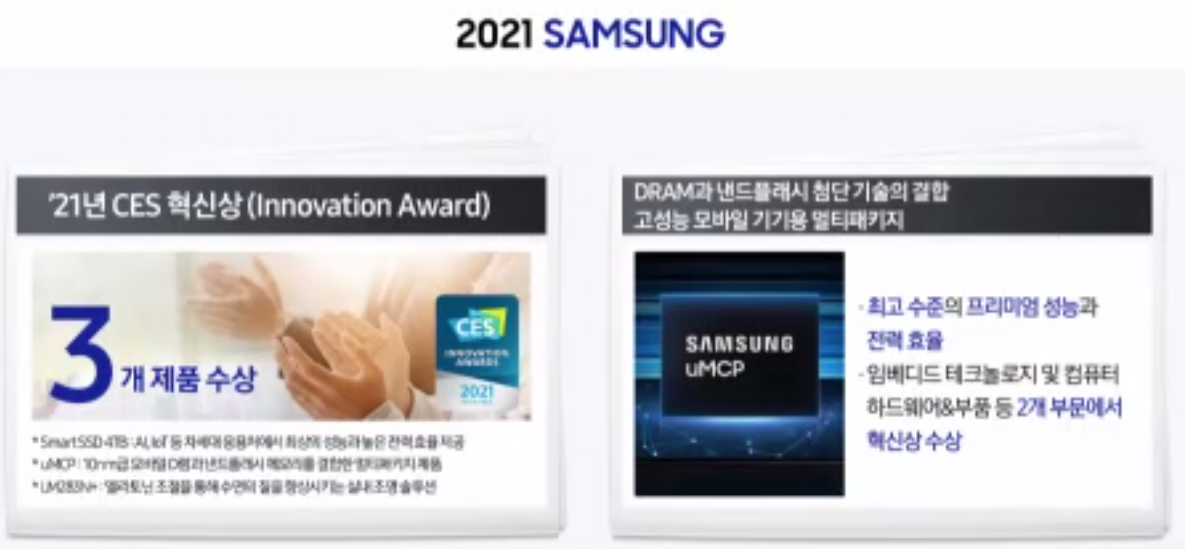 2021 SAMSUNG
'21년 CES 혁신상 (Innovation Award)
3개 제품 수상
CES
INNOVATION
AWARDS
2021
* Smart SSD 4TB : AI, IoT 등 차세대 응용처에서 최상의 성능과 높은 전력 효율 제공
* uMCP : 10nm급 모바일 D램과 낸드플래시 메모리를 결합한 멀티패키지 제품
* LM283N+ : 멜라토닌 조절을 통해 수면의 질을 향상시키는 실내 조명 솔루션
DRAM과 낸드플래시 첨단 기술의 결합
고성능 모바일 기기용 멀티패키지
SAMSUNG
uMCP
· 최고 수준의 프리미엄 성능과
전력 효율
· 임베디드 테크놀로지 및 컴퓨터
하드웨어&부품 등 2개 부문에서
혁신상 수상